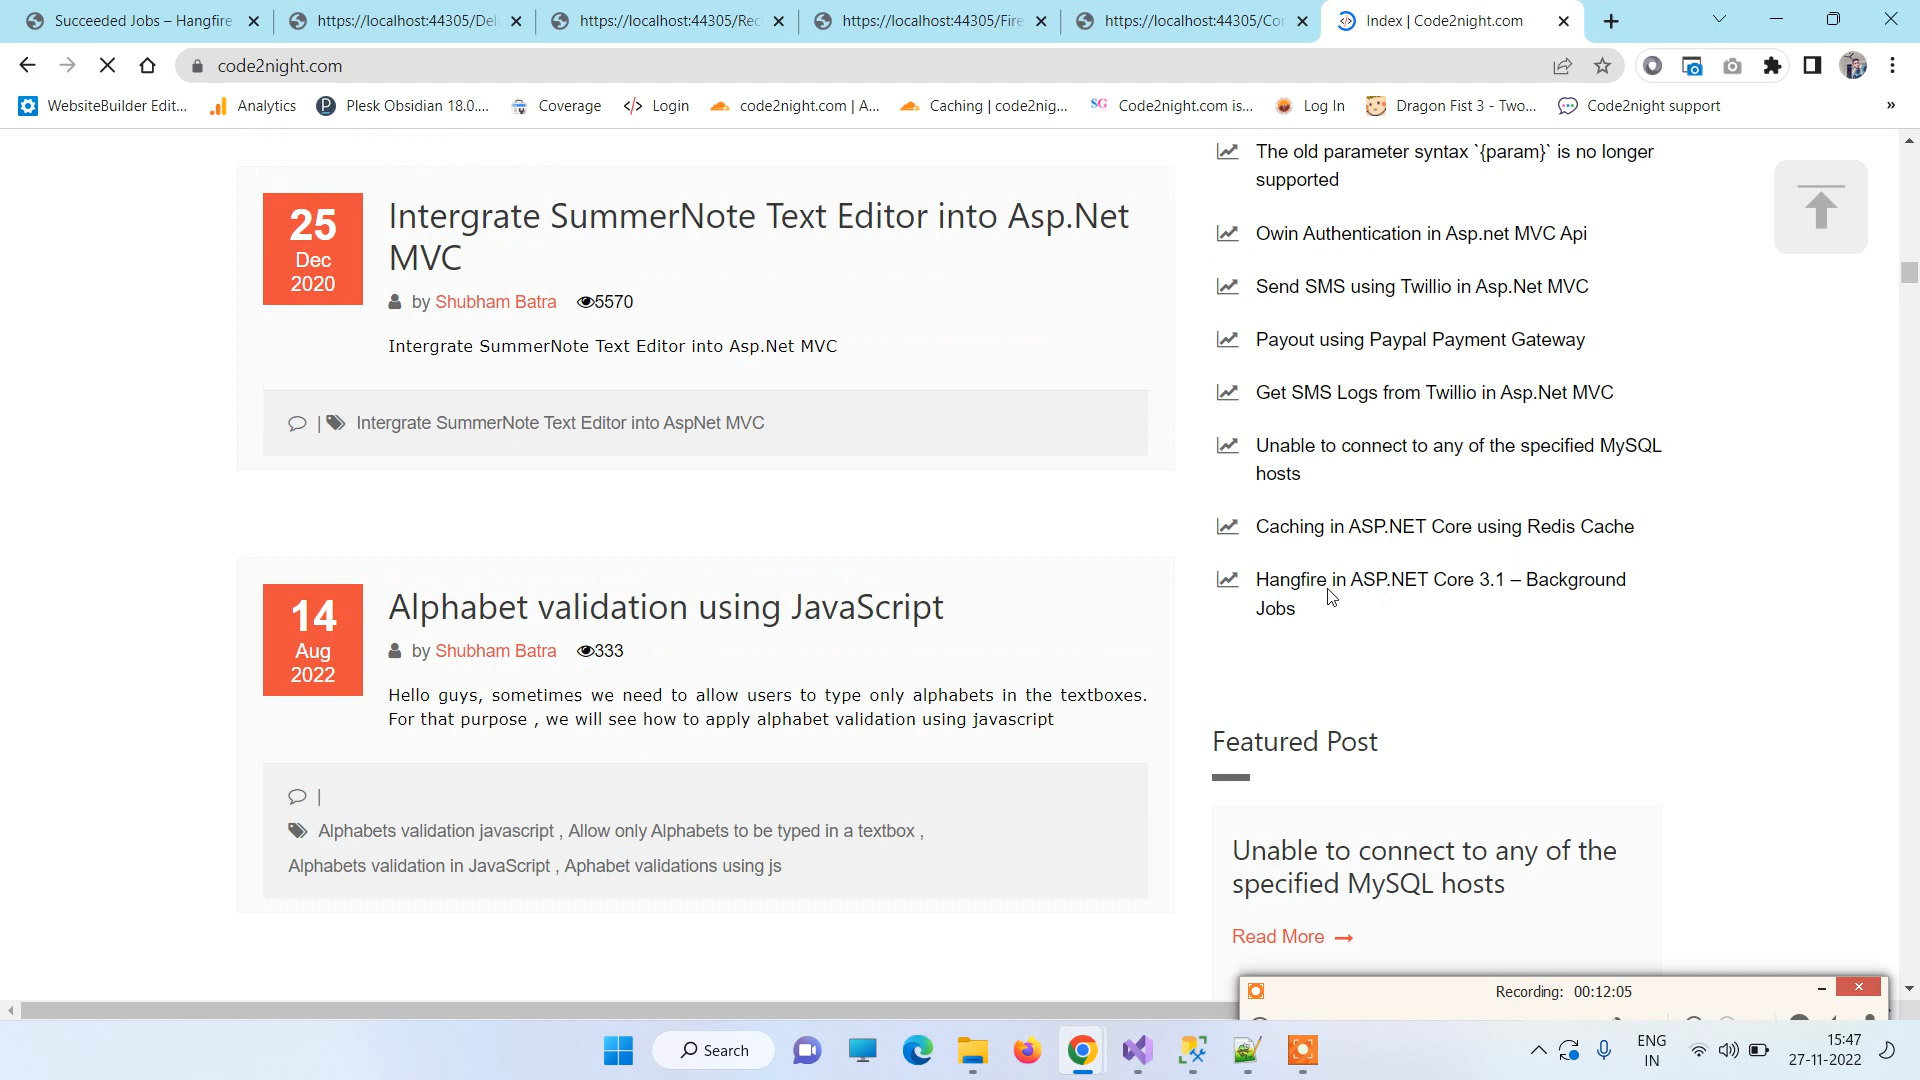 Succeeded Jobs – Hangfire
https://localhost:44305/Del
https://localhost:44305/Rec
https://localhost:44305/Fire
https://localhost:44305/Cor
Index | Code2night.com
code2night.com
WebsiteBuilder Edit...
Analytics
Plesk Obsidian 18.0....
Coverage
Login
code2night.com | A...
Caching | code2nig...
SG
Code2night.com is...
Log In
Dragon Fist 3 - Two...
Code2night support
»
25
Dec
2020
Intergrate SummerNote Text Editor into Asp.Net
MVC
by Shubham Batra 5570
Intergrate SummerNote Text Editor into Asp.Net MVC
| Intergrate SummerNote Text Editor into AspNet MVC
14
Aug
2022
Alphabet validation using JavaScript
by Shubham Batra 333
Hello guys, sometimes we need to allow users to type only alphabets in the textboxes.
For that purpose , we will see how to apply alphabet validation using javascript
|
Alphabets validation javascript , Allow only Alphabets to be typed in a textbox ,
Alphabets validation in JavaScript , Aphabet validations using js
The old parameter syntax `{param}` is no longer
supported
Owin Authentication in Asp.net MVC Api
Send SMS using Twillio in Asp.Net MVC
Payout using Paypal Payment Gateway
Get SMS Logs from Twillio in Asp.Net MVC
Unable to connect to any of the specified MySQL
hosts
Caching in ASP.NET Core using Redis Cache
Hangfire in ASP.NET Core 3.1 – Background
Jobs
Featured Post
Unable to connect to any of the
specified MySQL hosts
Read More
Recording: 00:12:05
Search
ENG
IN
15:47
27-11-2022